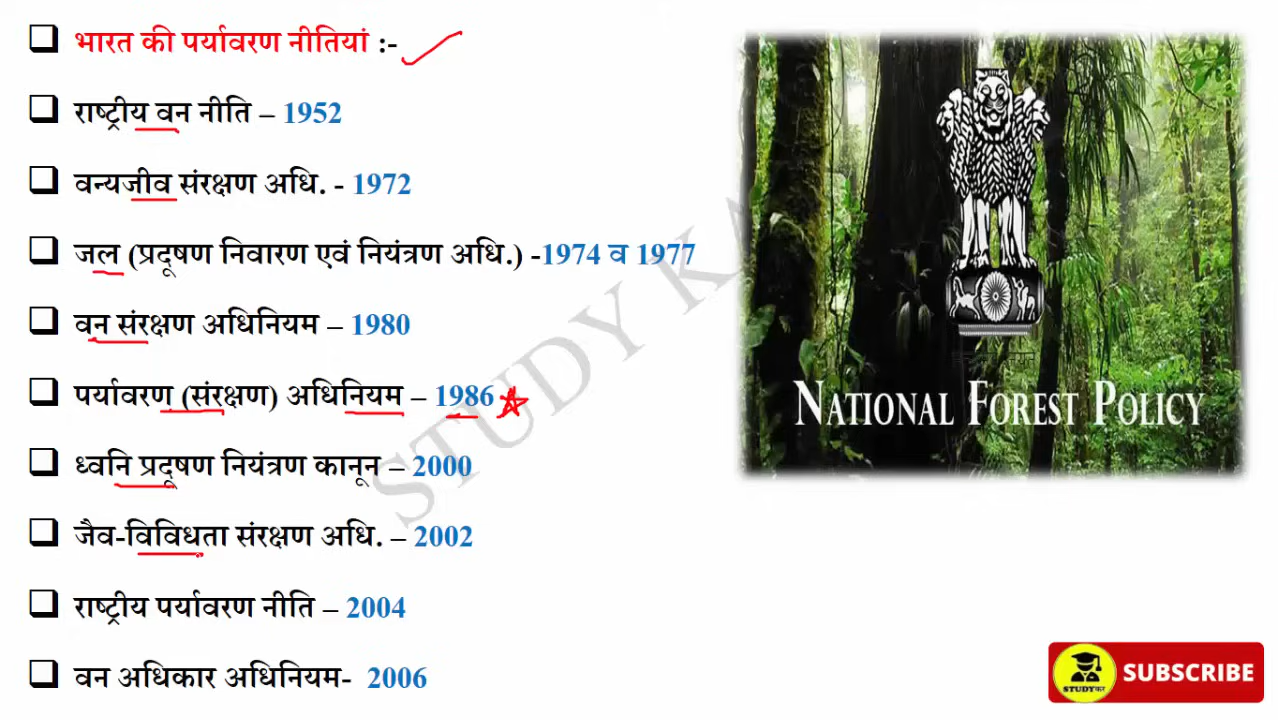 भारत की पर्यावरण नीतियां :-
राष्ट्रीय वन नीति – 1952
वन्यजीव संरक्षण अधि. - 1972
जल (प्रदूषण निवारण एवं नियंत्रण अधि.) -1974 व 1977
वन संरक्षण अधिनियम – 1980
पर्यावरण (संरक्षण) अधिनियम – 1986
ध्वनि प्रदूषण नियंत्रण कानून – 2000
जैव-विविधता संरक्षण अधि. – 2002
राष्ट्रीय पर्यावरण नीति – 2004
वन अधिकार अधिनियम- 2006
NATIONAL FOREST POLICY
STUDY KA
STUDYकर
SUBSCRIBE